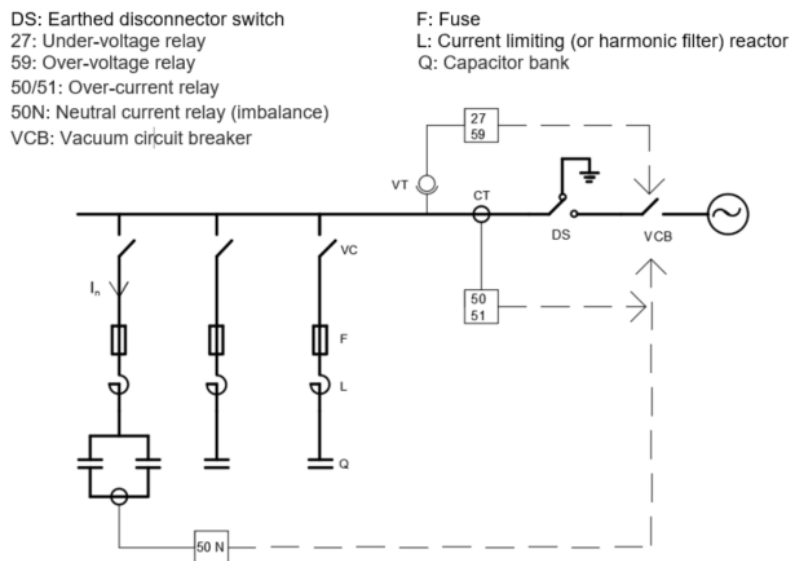 DS: Earthed disconnector switch
27: Under-voltage relay
59: Over-voltage relay
50/51: Over-current relay
50N: Neutral current relay (imbalance)
VCB: Vacuum circuit breaker
F: Fuse
L: Current limiting (or harmonic filter) reactor
Q: Capacitor bank
27
59
VT
CT
DS
VCB
VC
In
50
51
F
L
Q
50 N